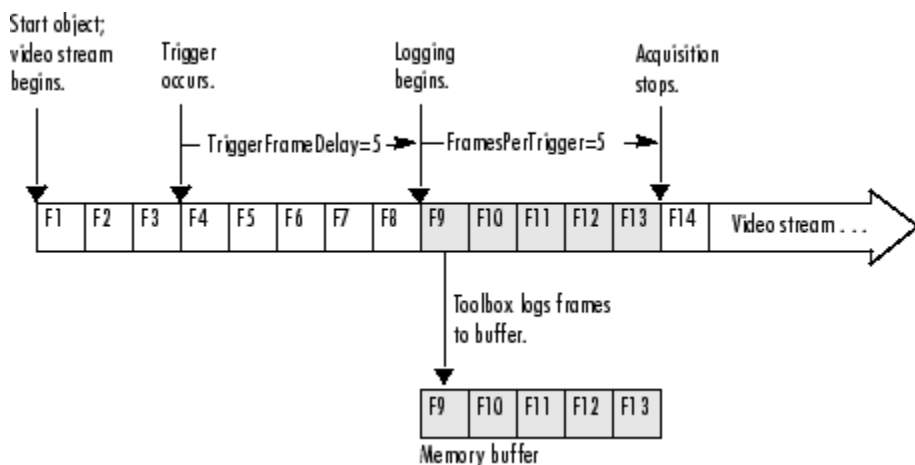 Start object;
video stream
begins.
Trigger
occurs.
Logging
begins.
Acquisition
stops.
TriggerFrameDelay=5
FramesPerTrigger=5
F1 F2 F3 F4 F5 F6 F7 F8 F9 F10 F11 F12 F13 F14 Video stream . . .
Toolbox logs frames
to buffer.
F9 F10 F11 F12 F13
Memory buffer